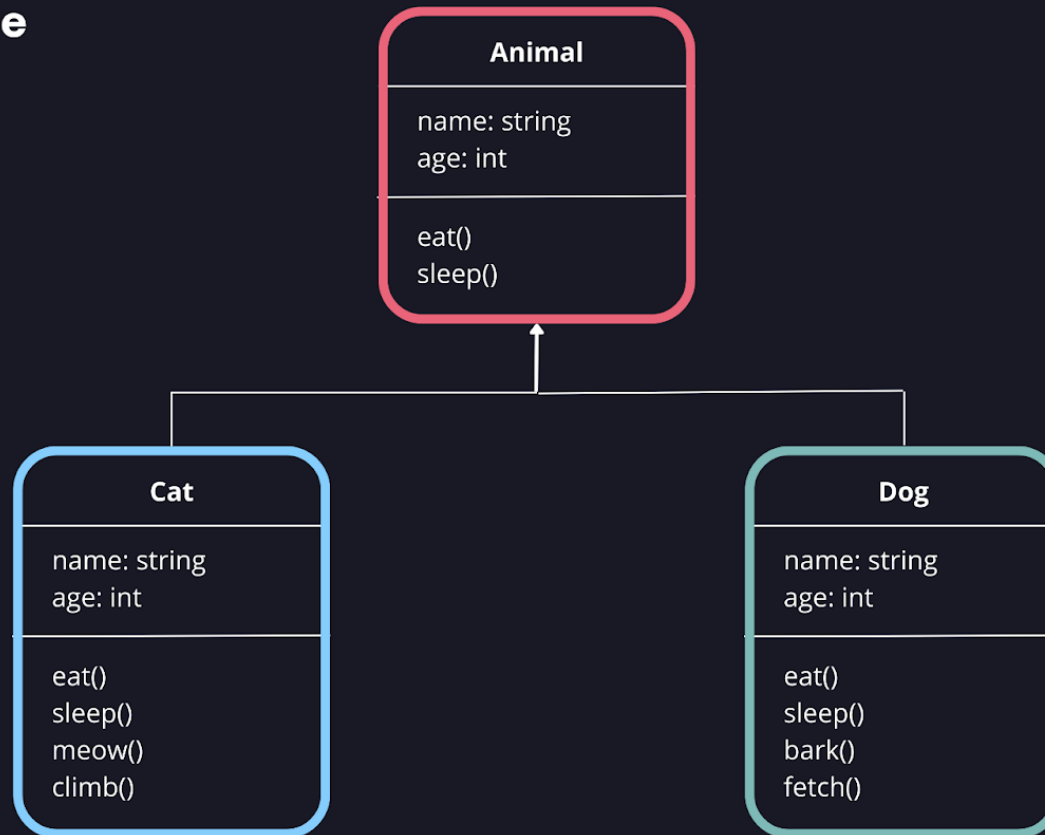 e
Animal
name: string
age: int
eat()
sleep()
Cat
name: string
age: int
eat()
sleep()
meow()
climb()
Dog
name: string
age: int
eat()
sleep()
bark()
fetch()